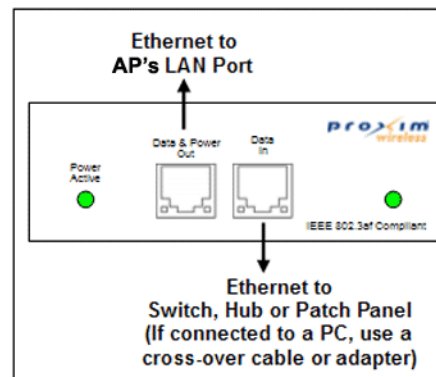 Ethernet to
AP's LAN Port
proxim
wireless
Data & Power
Out
Data
In
Power
Active
IEEE 802.3af Compliant
Ethernet to
Switch, Hub or Patch Panel
(If connected to a PC, use a
cross-over cable or adapter)